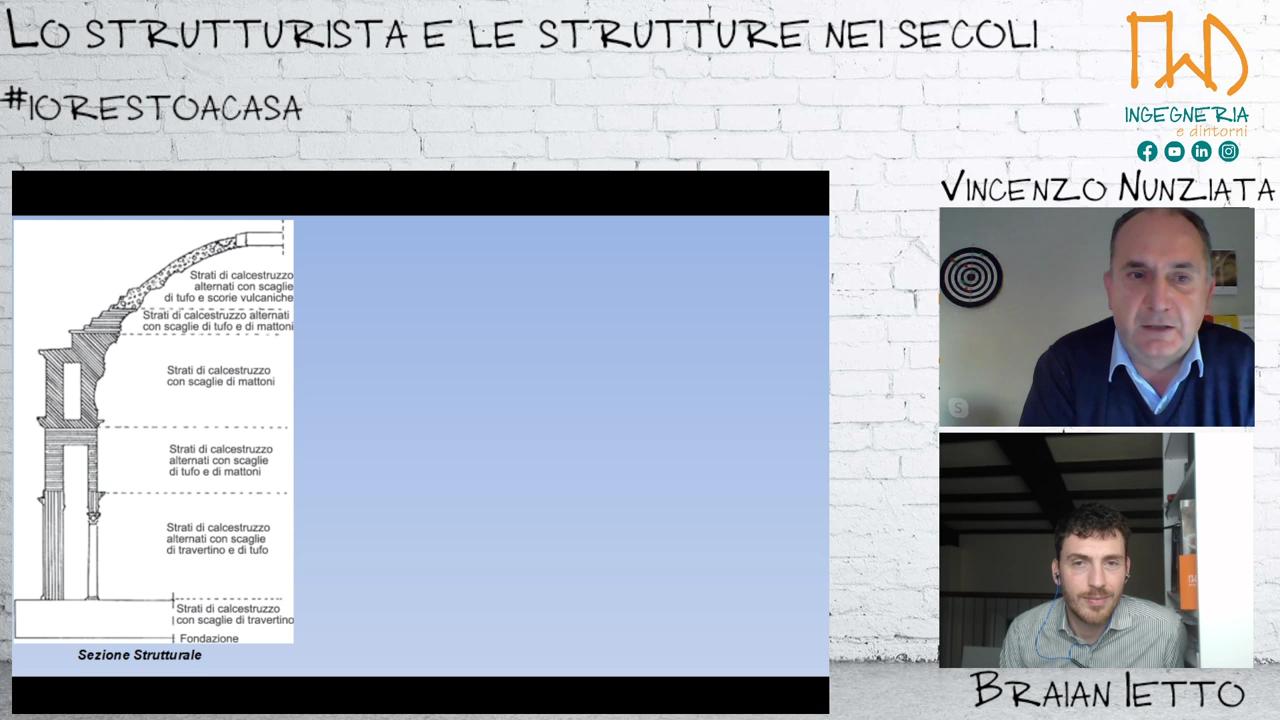 LO STRUTTURISTA E LE STRUTTURE NEI SECOLI
#IORESTOACASA
INGEGNERIA
e dintorni
VINCENZO NUNZIATA
Strati di calcestruzzo
alternati con scaglie
di tufo e scorie vulcaniche
Strati di calcestruzzo alternati
con scaglie di tufo e di mattoni
Strati di calcestruzzo
con scaglie di mattoni
Strati di calcestruzzo
alternati con scaglie
di tufo e di mattoni
Strati di calcestruzzo
alternati con scaglie
di travertino e di tufo
Strati di calcestruzzo
con scaglie di travertino
Fondazione
Sezione Strutturale
BRAIAN IETTO